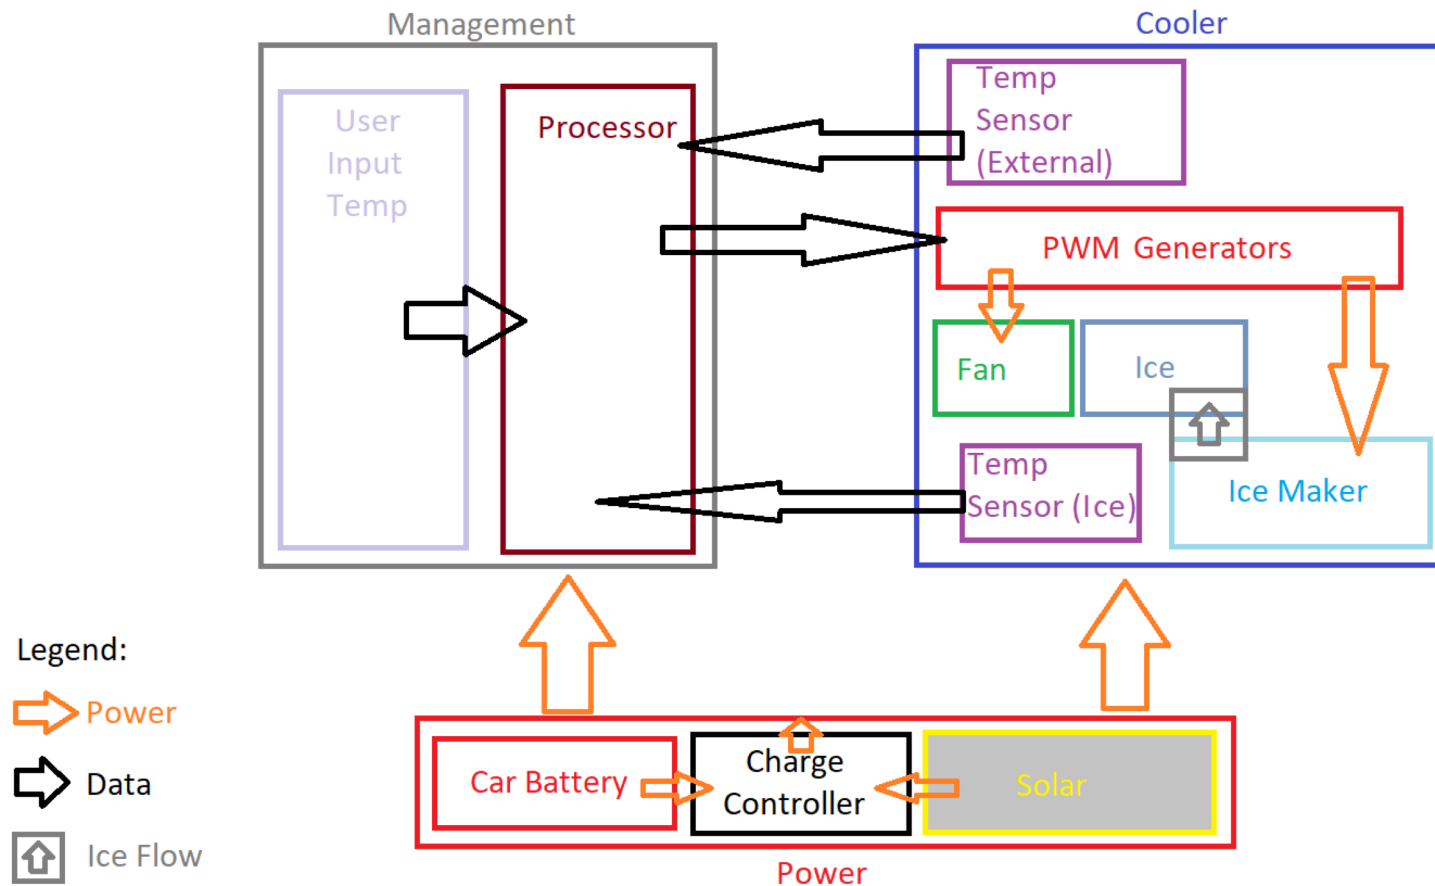 Management
User
Input
Temp
Processor
Cooler
Temp
Sensor
(External)
PWM Generators
Fan
Ice
Temp
Sensor (Ice)
Ice Maker
Legend:
Power
Data
Ice Flow
Car Battery
Charge
Controller
Solar
Power